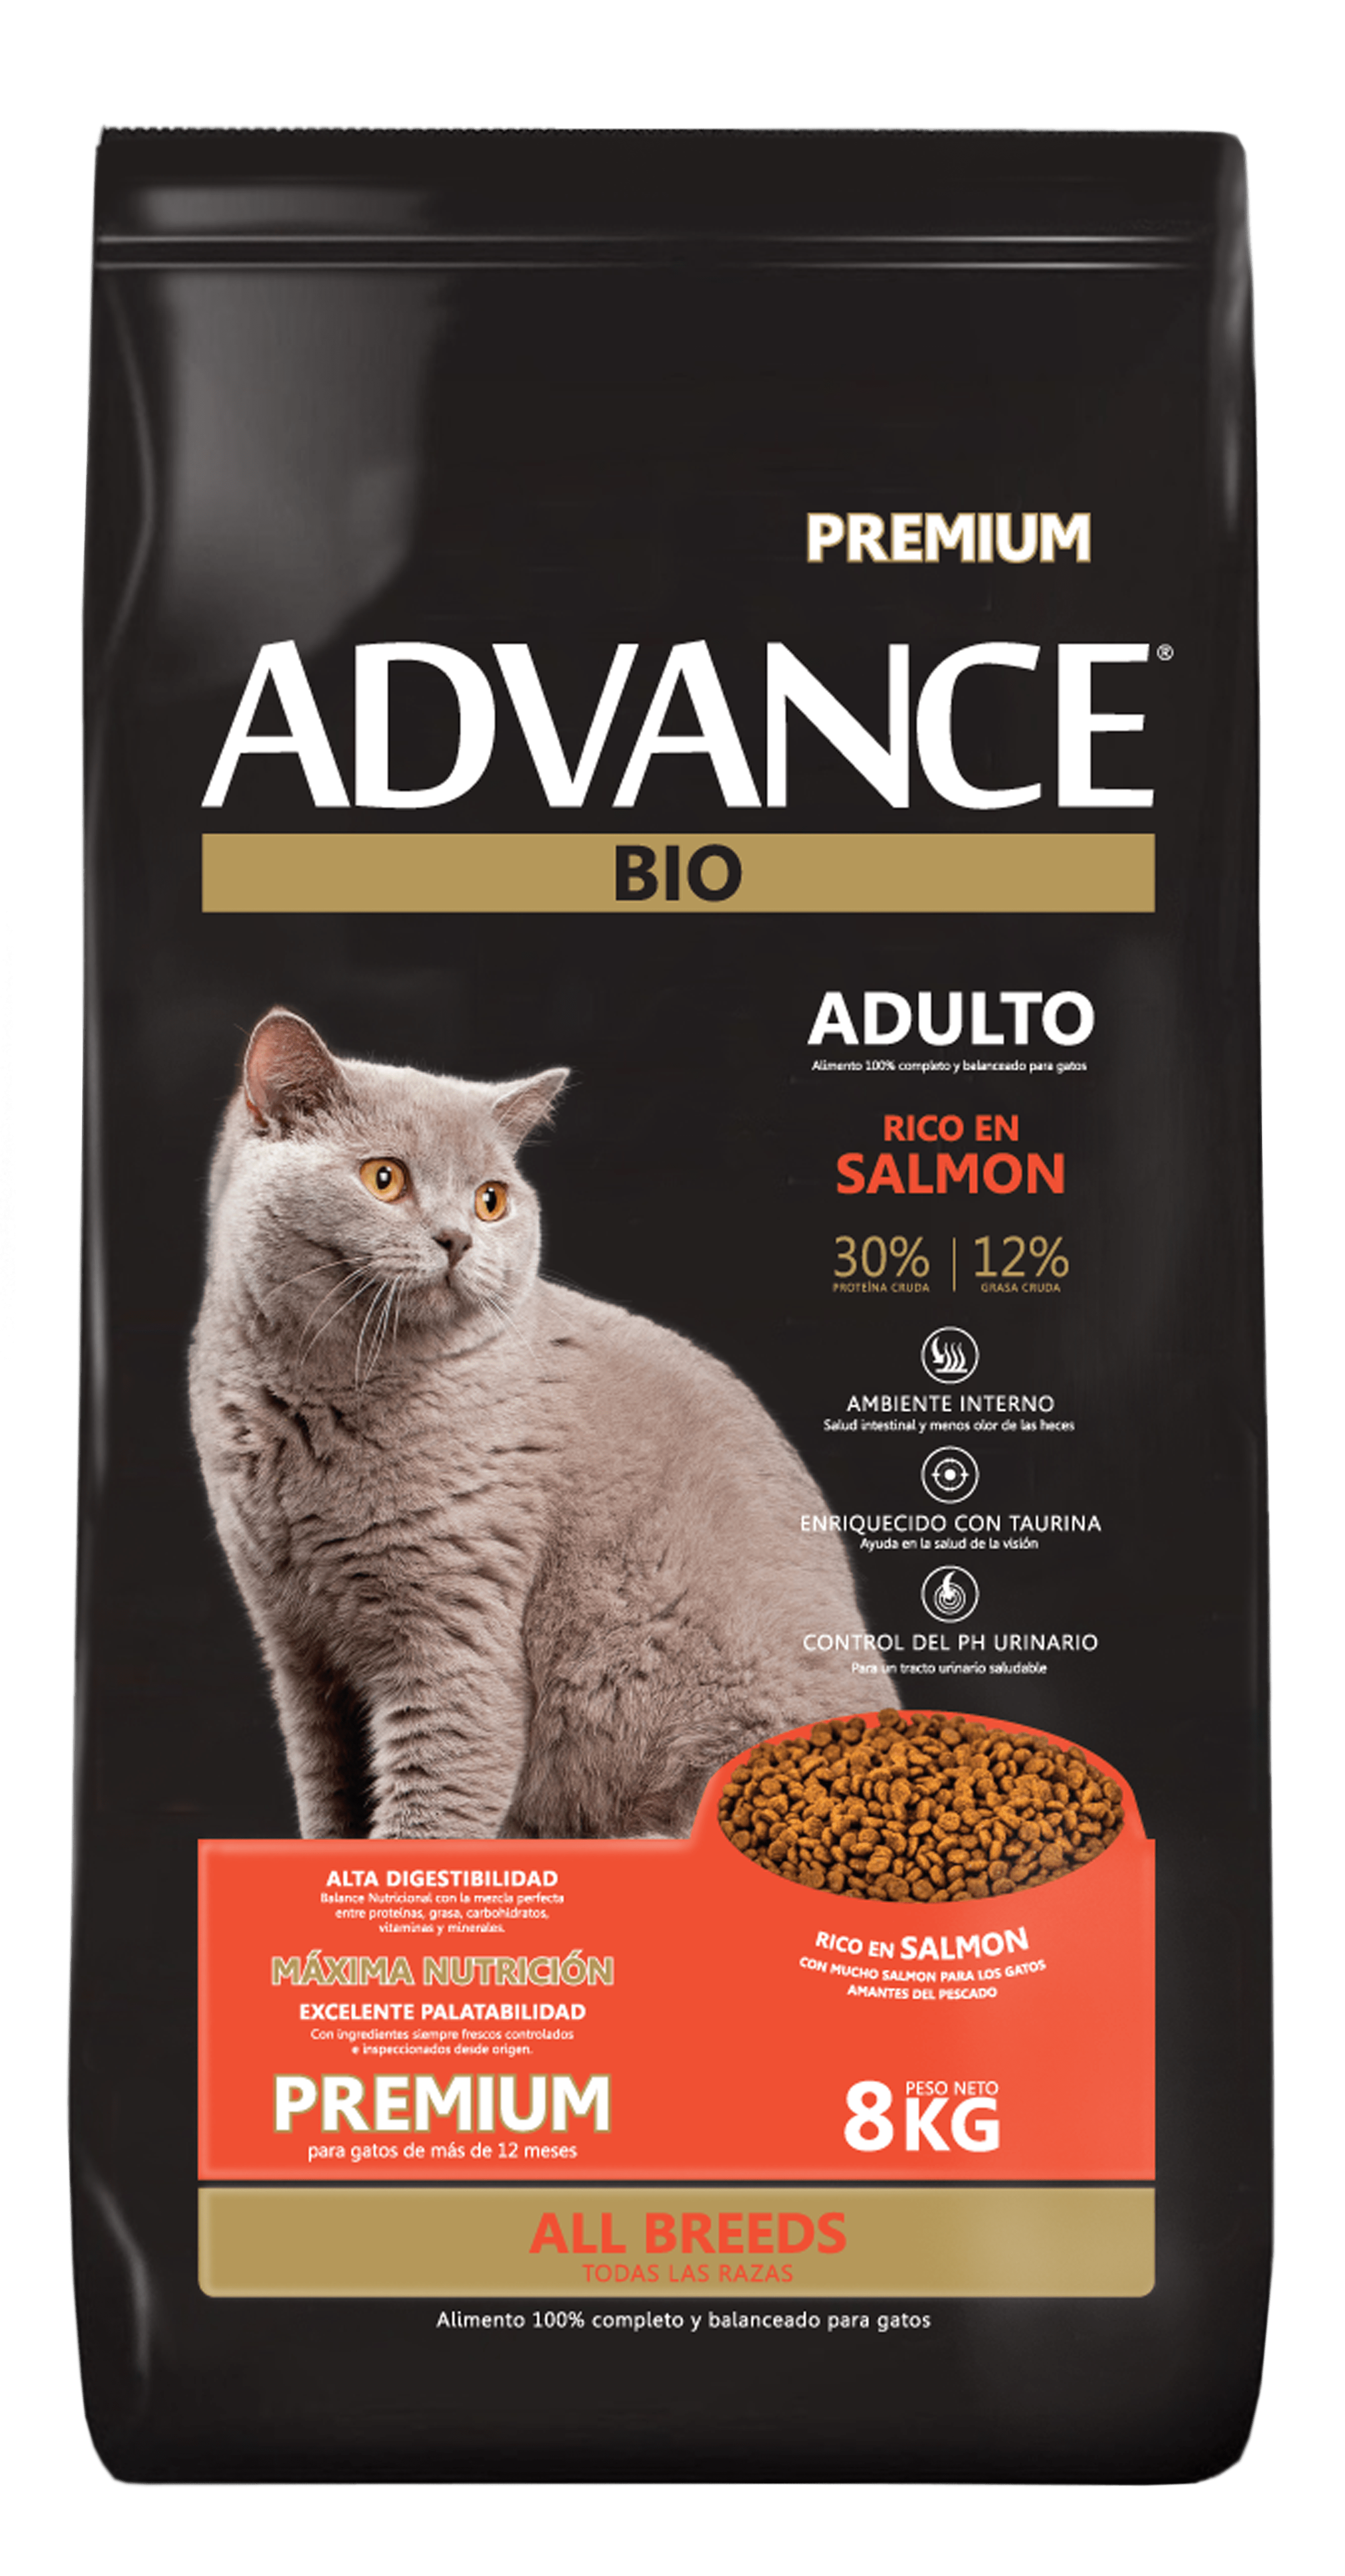 PREMIUM
ADVANCE®
BIO
ADULTO
Alimento 100% completo y balanceado para gatos
RICO EN
SALMON
30% | 12%
PROTEÍNA CRUDA GRASA CRUDA
AMBIENTE INTERNO
Salud intestinal y menos olor de las heces
ENRIQUECIDO CON TAURINA
Ayuda en la salud de la visión
CONTROL DEL PH URINARIO
Para un tracto urinario saludable
ALTA DIGESTIBILIDAD
Balance Nutricional con la mezcla perfecta
entre proteínas, grasa, carbohidratos,
vitaminas y minerales.
MÁXIMA NUTRICIÓN
EXCELENTE PALATABILIDAD
Con ingredientes siempre frescos controlados
e inspeccionados desde origen.
PREMIUM
para gatos de más de 12 meses
RICO EN SALMON
CON MUCHO SALMON PARA LOS GATOS
AMANTES DEL PESCADO
PESO NETO
8KG
ALL BREEDS
TODAS LAS RAZAS
Alimento 100% completo y balanceado para gatos